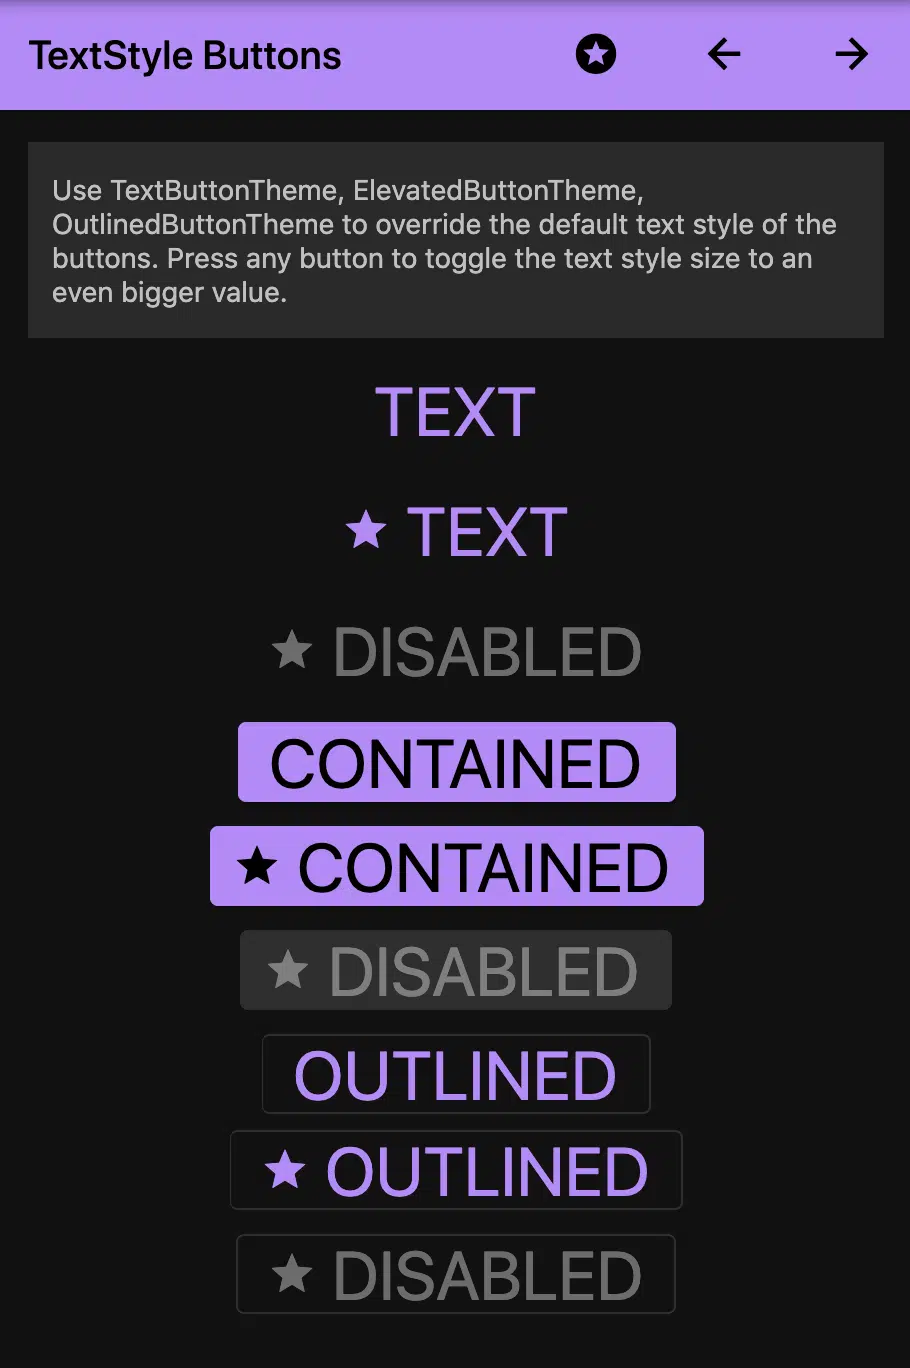 TextStyle Buttons
Use TextButtonTheme, ElevatedButtonTheme,
OutlinedButtonTheme to override the default text style of the
buttons. Press any button to toggle the text style size to an
even bigger value.
TEXT
TEXT
DISABLED
CONTAINED
CONTAINED
DISABLED
OUTLINED
OUTLINED
DISABLED